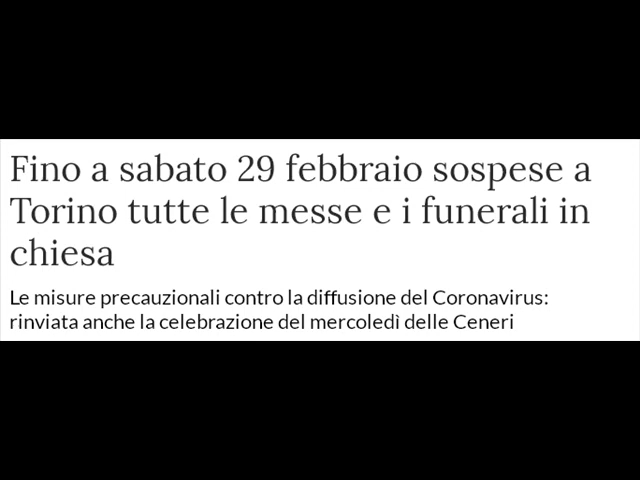 Fino a sabato 29 febbraio sospese a
Torino tutte le messe e i funerali in
chiesa
Le misure precauzionali contro la diffusione del Coronavirus:
rinviata anche la celebrazione del mercoledì delle Ceneri